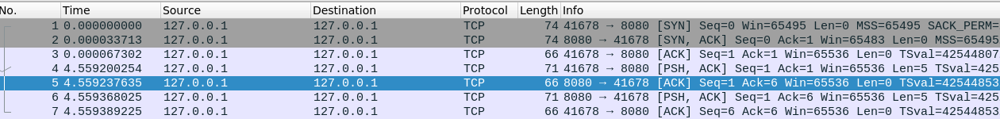 No. Time Source Destination Protocol Length Info
1 0.000000000 127.0.0.1 127.0.0.1 TCP 74 41678 → 8080 [SYN] Seq=0 Win=65495 Len=0 MSS=65495 SACK_PERM=
2 0.000033713 127.0.0.1 127.0.0.1 TCP 74 8080 → 41678 [SYN, ACK] Seq=0 Ack=1 Win=65483 Len=0 MSS=65495
3 0.000067302 127.0.0.1 127.0.0.1 TCP 66 41678 → 8080 [ACK] Seq=1 Ack=1 Win=65536 Len=0 TSval=42544807
4 4.559200254 127.0.0.1 127.0.0.1 TCP 71 41678 → 8080 [PSH, ACK] Seq=1 Ack=1 Win=65536 Len=5 TSval=425
5 4.559237635 127.0.0.1 127.0.0.1 TCP 66 8080 → 41678 [ACK] Seq=1 Ack=6 Win=65536 Len=0 TSval=42544853
6 4.559368025 127.0.0.1 127.0.0.1 TCP 71 8080 → 41678 [PSH, ACK] Seq=1 Ack=6 Win=65536 Len=5 TSval=425
7 4.559389225 127.0.0.1 127.0.0.1 TCP 66 41678 → 8080 [ACK] Seq=6 Ack=6 Win=65536 Len=0 TSval=42544853